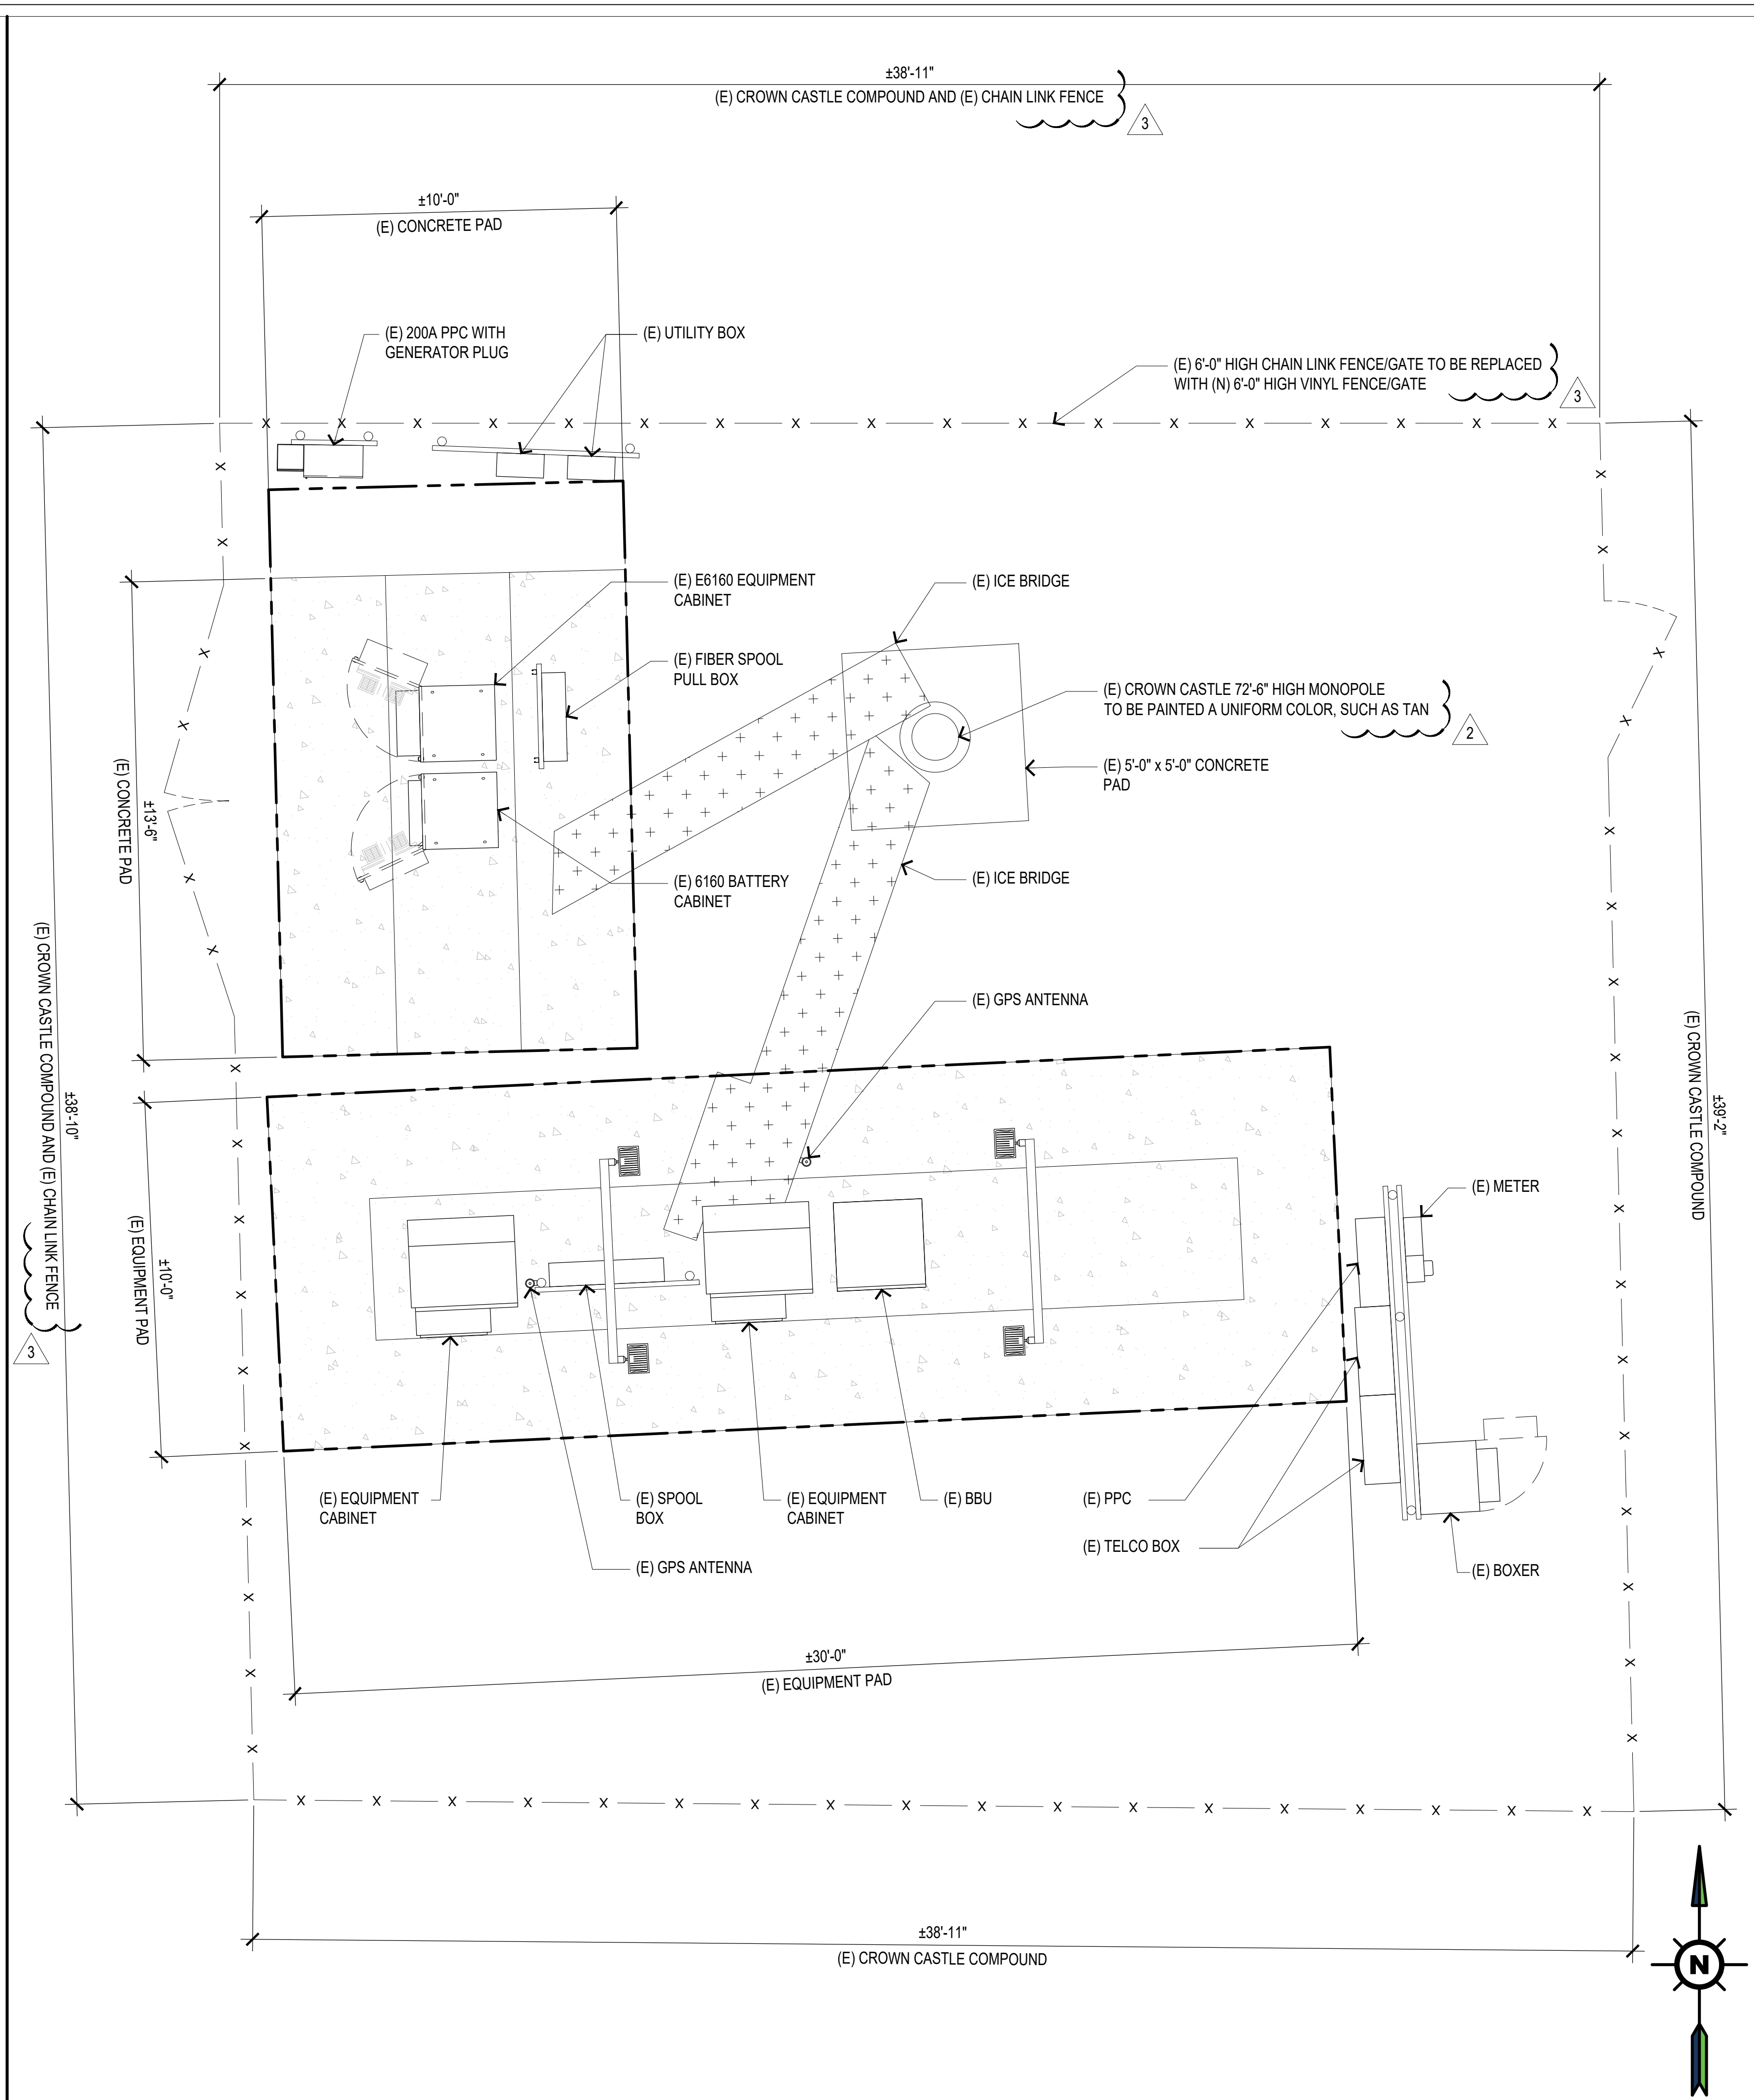 ±38'-11"
(E) CROWN CASTLE COMPOUND AND (E) CHAIN LINK FENCE
3
±10'-0"
(E) CONCRETE PAD
(E) 200A PPC WITH
GENERATOR PLUG
(E) UTILITY BOX
(E) 6'-0" HIGH CHAIN LINK FENCE/GATE TO BE REPLACED
WITH (N) 6'-0" HIGH VINYL FENCE/GATE
3
(E) E6160 EQUIPMENT
CABINET
(E) ICE BRIDGE
(E) FIBER SPOOL
PULL BOX
(E) CROWN CASTLE 72'-6" HIGH MONOPOLE
TO BE PAINTED A UNIFORM COLOR, SUCH AS TAN
2
(E) 5'-0" x 5'-0" CONCRETE
PAD
±13'-6"
(E) CONCRETE PAD
(E) 6160 BATTERY
CABINET
(E) ICE BRIDGE
(E) GPS ANTENNA
±38'-10"
(E) CROWN CASTLE COMPOUND AND (E) CHAIN LINK FENCE
3
±39'-2"
(E) CROWN CASTLE COMPOUND
±10'-0"
(E) EQUIPMENT PAD
(E) METER
(E) EQUIPMENT
CABINET
(E) SPOOL
BOX
(E) EQUIPMENT
CABINET
(E) BBU
(E) PPC
(E) TELCO BOX
(E) GPS ANTENNA
(E) BOXER
±30'-0"
(E) EQUIPMENT PAD
±38'-11"
(E) CROWN CASTLE COMPOUND
N